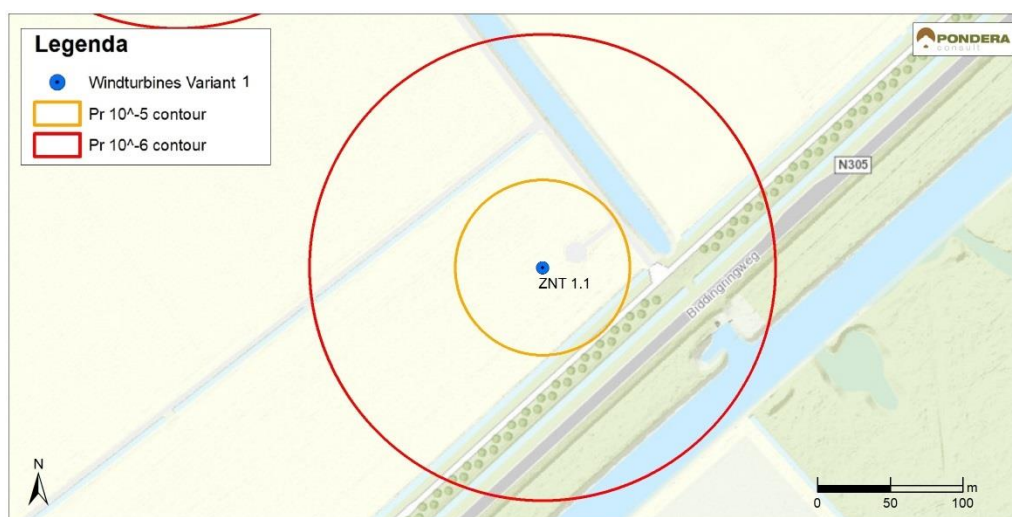 Legenda
Windturbines Variant 1
Pr 10^-5 contour
Pr 10^-6 contour
PONDERA
consult
N305
ZNT 1.1
Biddingringweg
N
0 50 100 m